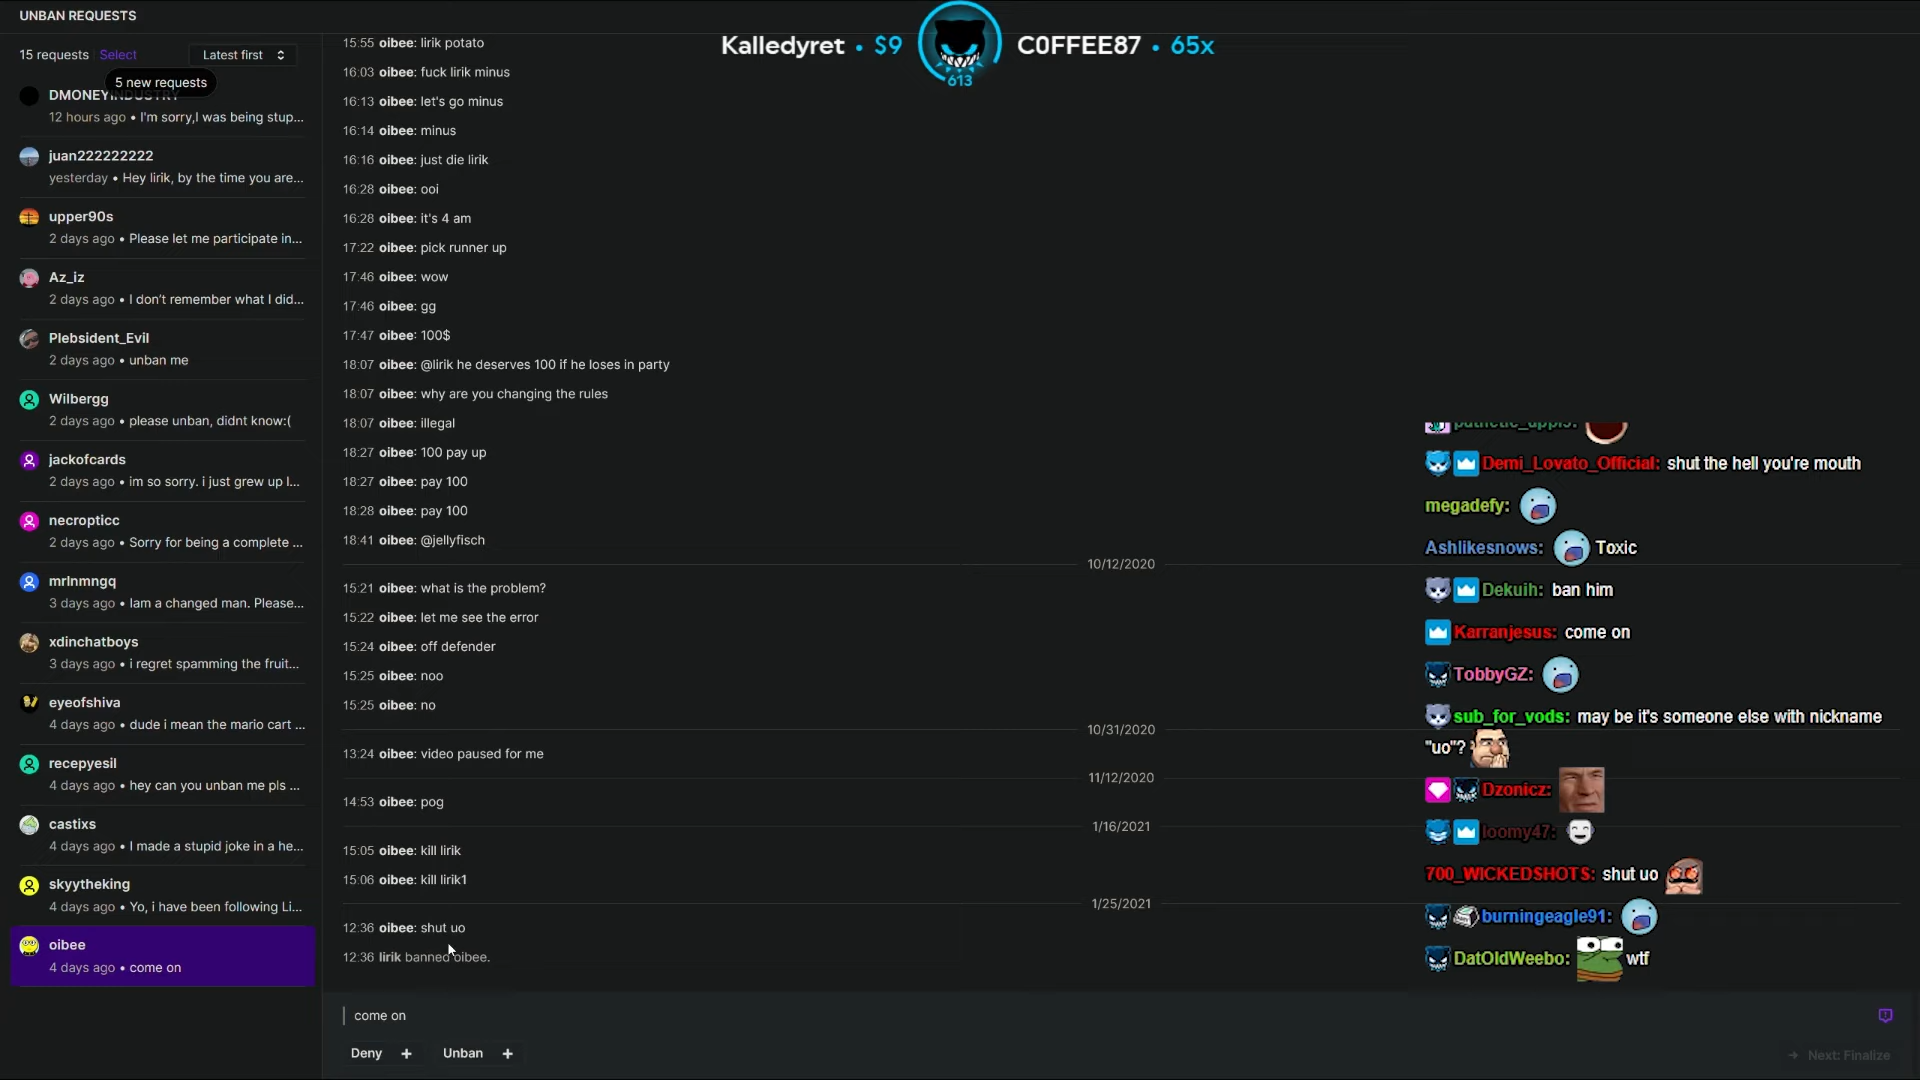 UNBAN REQUESTS
15 requests Select Latest first
5 new requests
12 hours ago • I'm sorry,I was being stup...
juan222222222
yesterday • Hey lirik, by the time you are...
upper90s
2 days ago • Please let me participate in...
Az_iz
2 days ago • I don't remember what I did...
Plebsident_Evil
2 days ago • unban me
Wilbergg
2 days ago • please unban, didnt know:(
jackofcards
2 days ago • im so sorry. i just grew up l...
necropticc
2 days ago • Sorry for being a complete ...
mrlnmngq
3 days ago • Iam a changed man. Please...
xdinchatboys
3 days ago • i regret spamming the fruit...
eyeofshiva
4 days ago • dude i mean the mario cart ...
recepyesil
4 days ago • hey can you unban me pls ...
castixs
4 days ago • I made a stupid joke in a he...
skyytheking
4 days ago • Yo, i have been following Li...
oibee
4 days ago • come on
Kalledyret • $9
613
C0FFEE87 • 65x
15:55 oibee: lirik potato
16:03 oibee: fuck lirik minus
16:13 oibee: let's go minus
16:14 oibee: minus
16:16 oibee: just die lirik
16:28 oibee: ooi
16:28 oibee: it's 4 am
17:22 oibee: pick runner up
17:46 oibee: wow
17:46 oibee: gg
17:47 oibee: 100$
18:07 oibee: @lirik he deserves 100 if he loses in party
18:07 oibee: why are you changing the rules
18:07 oibee: illegal
18:27 oibee: 100 pay up
18:27 oibee: pay 100
18:28 oibee: pay 100
18:41 oibee: @jellyfisch
10/12/2020
15:21 oibee: what is the problem?
15:22 oibee: let me see the error
15:24 oibee: off defender
15:25 oibee: noo
15:25 oibee: no
10/31/2020
13:24 oibee: video paused for me
11/12/2020
14:53 oibee: pog
1/16/2021
15:05 oibee: kill lirik
15:06 oibee: kill lirik1
1/25/2021
12:36 oibee: shut uo
12:36 lirik banned oibee.
come on
Deny + Unban +
Next: Finalize
Demi_Lovato_Official: shut the hell you're mouth
megadefy:
Ashlikesnows: Toxic
Dekuih: ban him
Karranjesus: come on
TobbyGZ:
sub_for_vods: may be it's someone else with nickname
"uo"?
Dzonicz:
loomy47:
700_WICKEDSHOTS: shut uo
burningeagle91:
DatOldWeebo: wtf